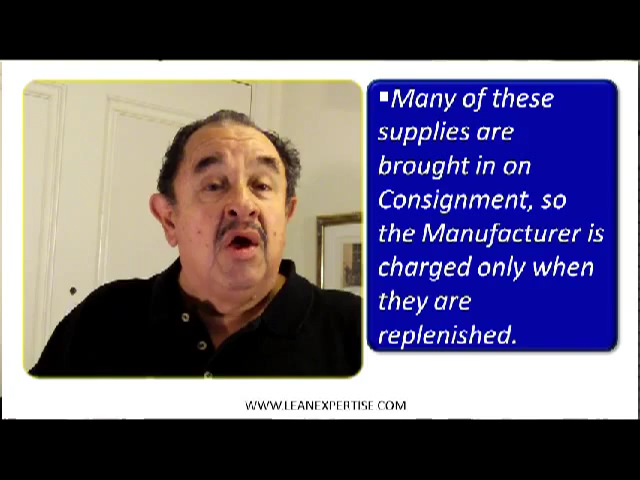 ▪Many of these
supplies are
brought in on
Consignment, so
the Manufacturer is
charged only when
they are
replenished.
WWW.LEANEXPERTISE.COM